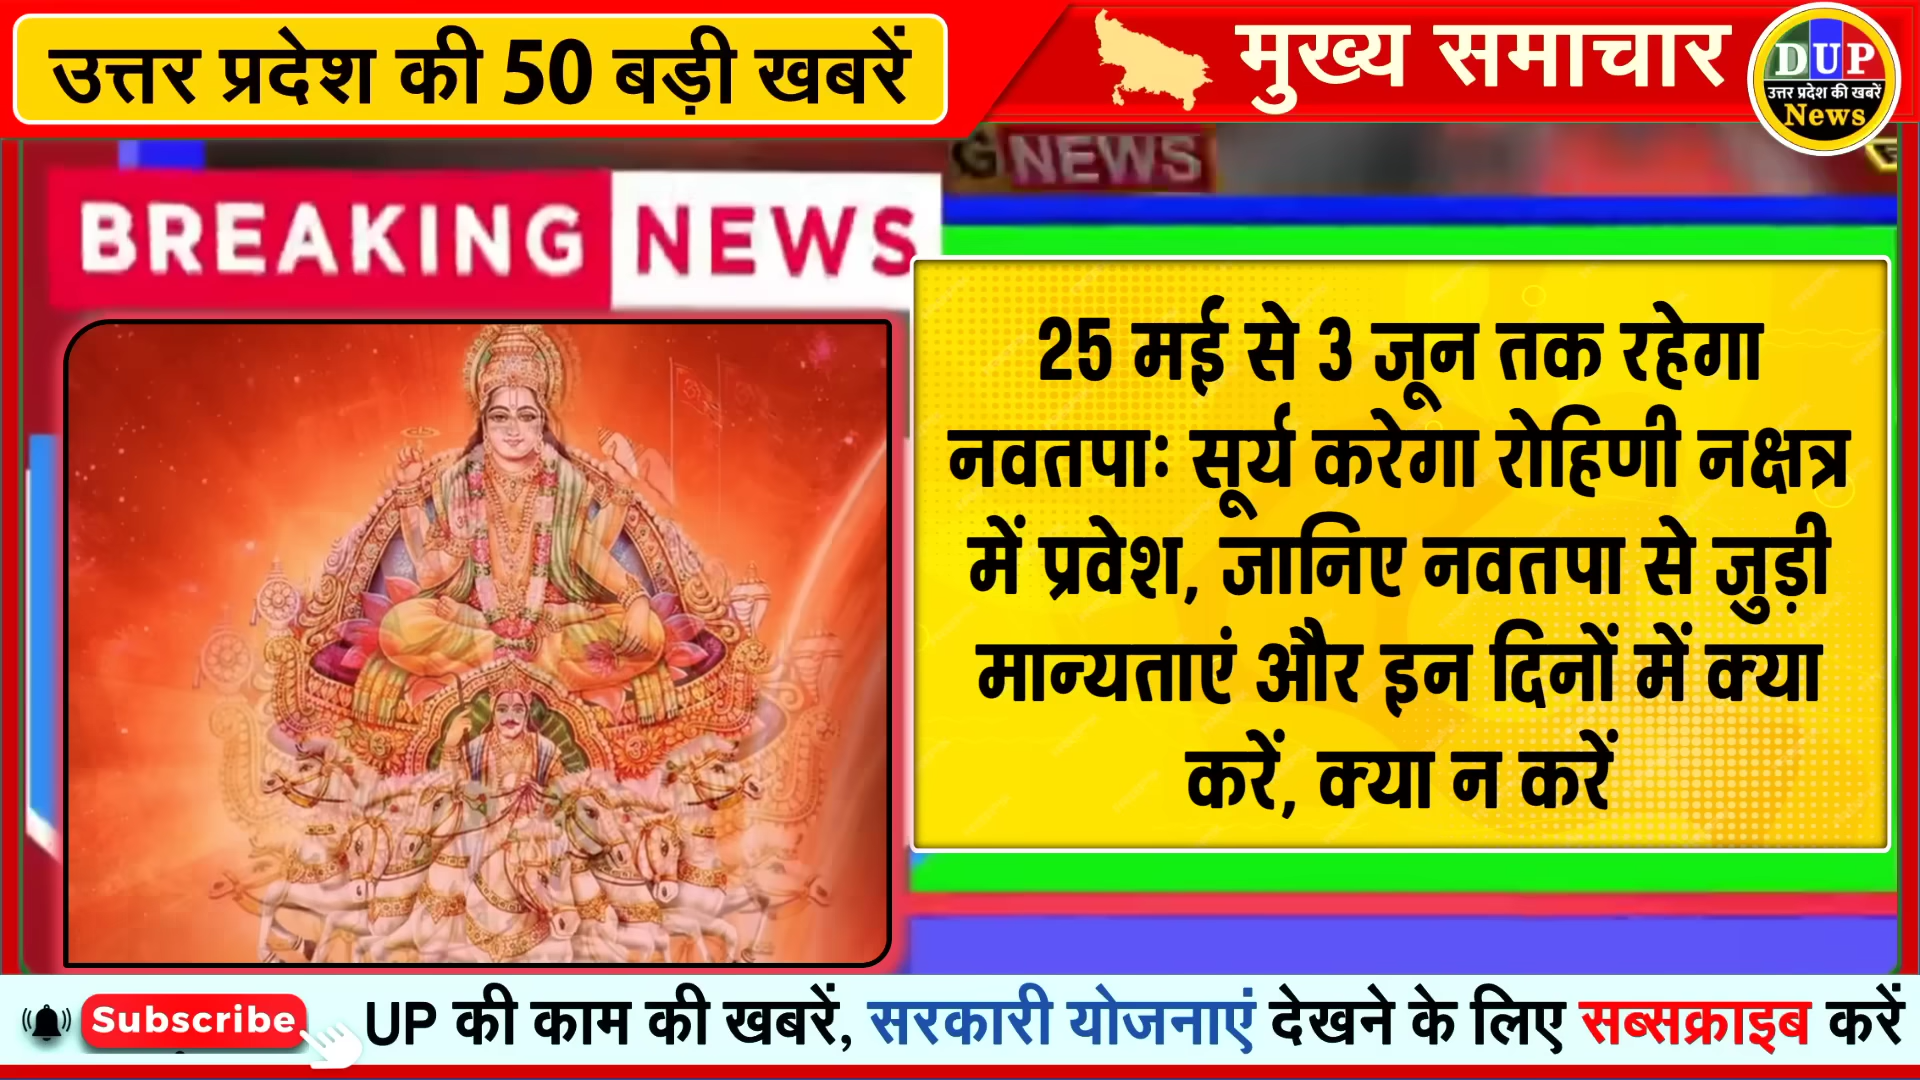 उत्तर प्रदेश की 50 बड़ी खबरें
मुख्य समाचार
DUP
उत्तर प्रदेश की खबरें
News
G NEWS
BREAKING NEWS
25 मई से 3 जून तक रहेगा
नवतपाः सूर्य करेगा रोहिणी नक्षत्र
में प्रवेश, जानिए नवतपा से जुड़ी
मान्यताएं और इन दिनों में क्या
करें, क्या न करें
Subscribe
UP की काम की खबरें, सरकारी योजनाएं देखने के लिए सब्सक्राइब करें